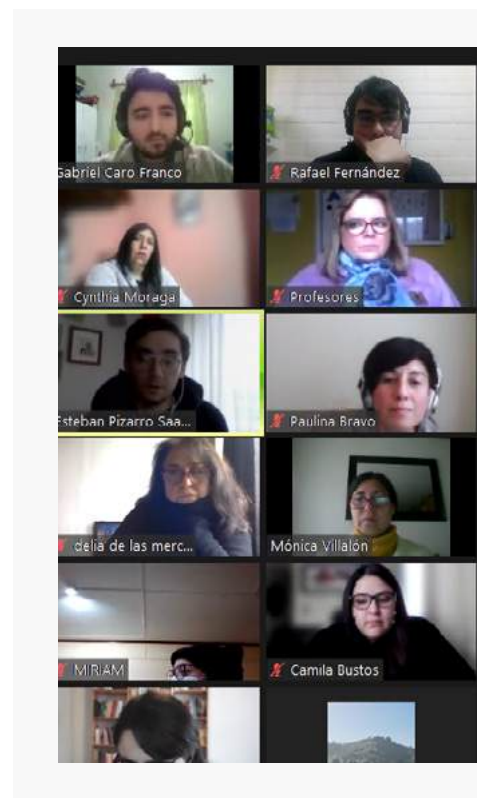 Gabriel Caro Franco
Rafael Fernández
Cynthia Moraga
Profesores
Esteban Pizarro Saa...
Paulina Bravo
delia de las merc...
Mónica Villalón
MIRIAM
Camila Bustos